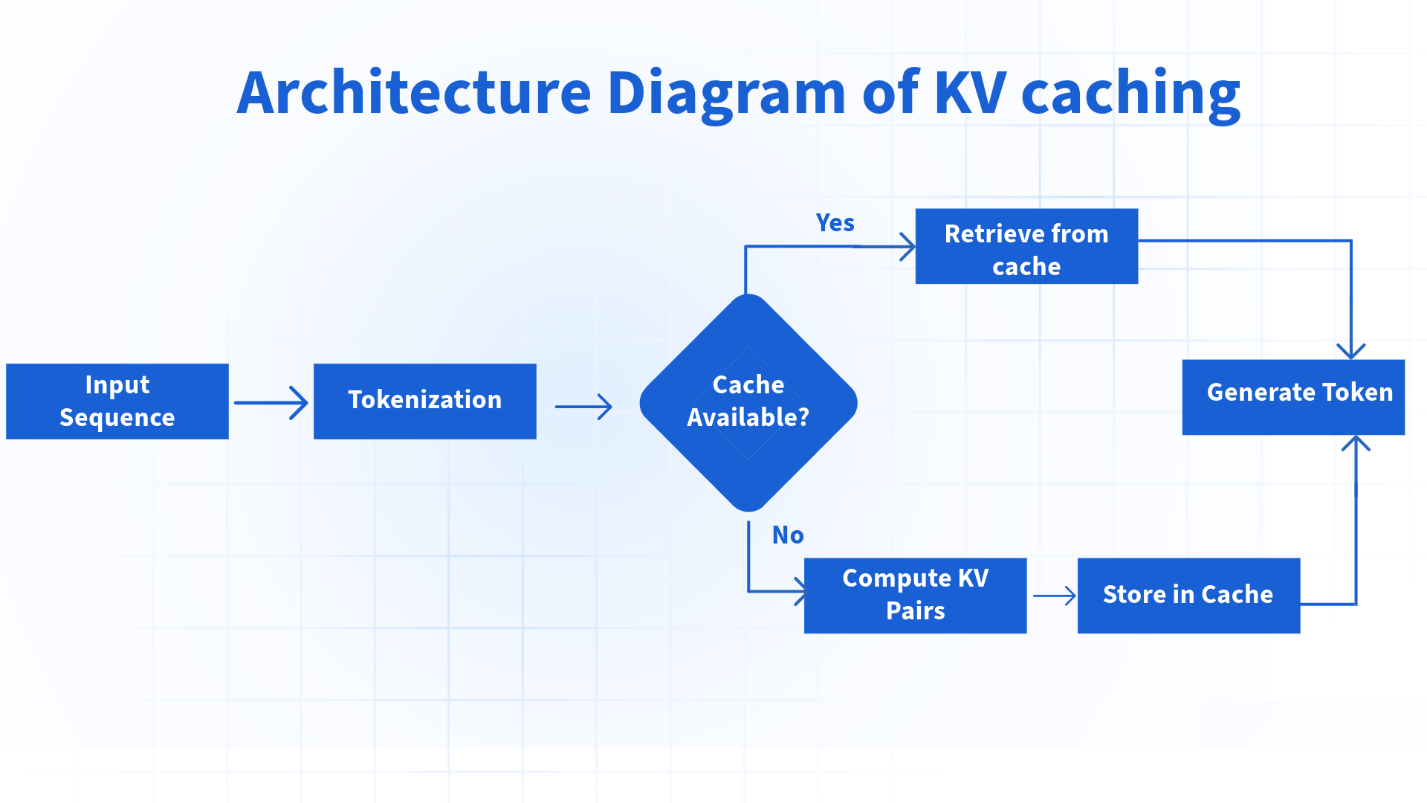 Architecture Diagram of KV caching
Yes
Retrieve from
cache
Input
Sequence
Tokenization
Cache
Available?
Generate Token
No
Compute KV
Pairs
Store in Cache